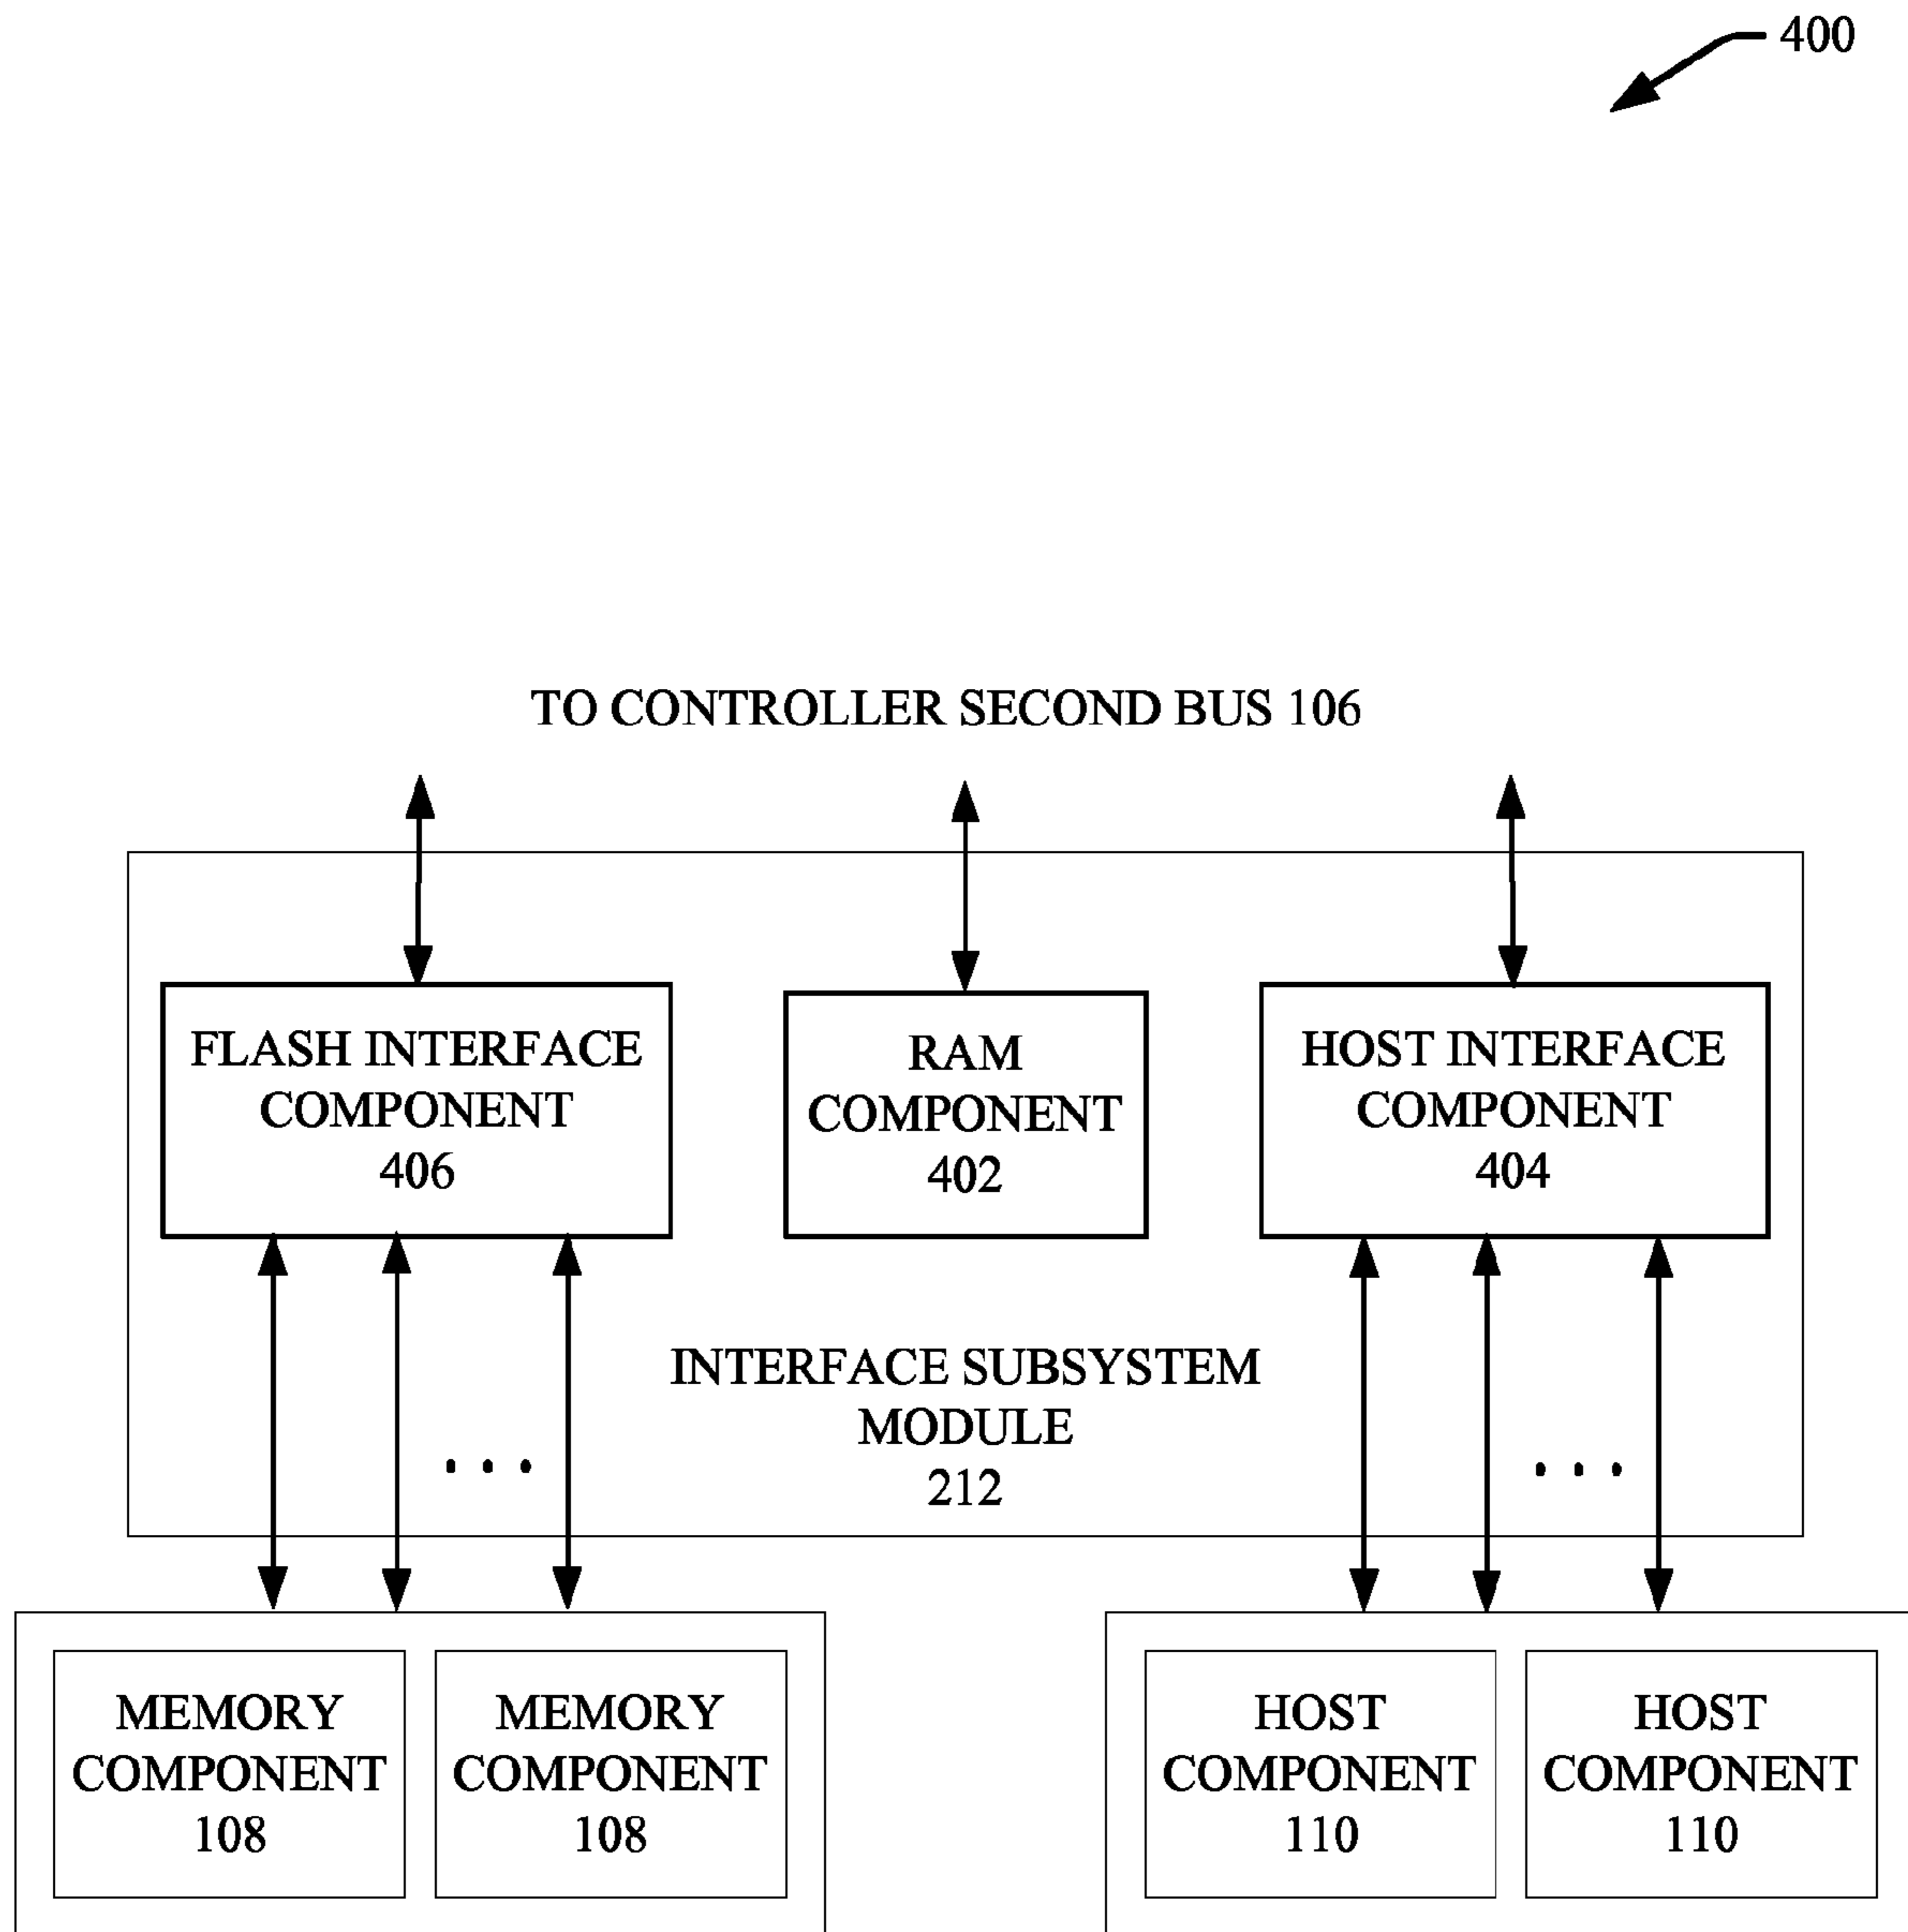 400
TO CONTROLLER SECOND BUS 106
FLASH INTERFACE
COMPONENT
406
RAM
COMPONENT
402
HOST INTERFACE
COMPONENT
404
INTERFACE SUBSYSTEM
MODULE
212
MEMORY
COMPONENT
108
MEMORY
COMPONENT
108
HOST
COMPONENT
110
HOST
COMPONENT
110